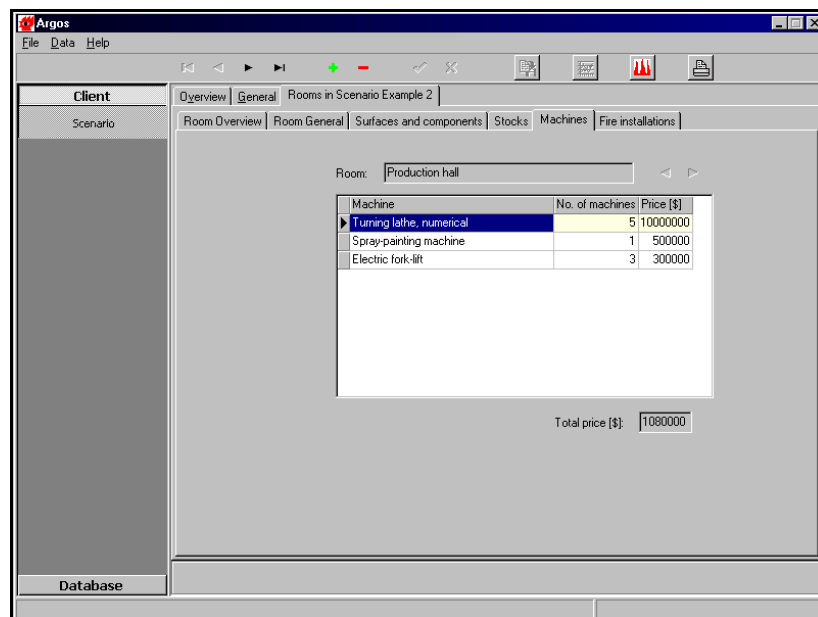 Argos
File Data Help
Client
Scenario
Overview General Rooms in Scenario Example 2
Room Overview Room General Surfaces and components Stocks Machines Fire installations
Room: Production hall
Machine No. of machines Price [$]
Turning lathe, numerical 5 10000000
Spray-painting machine 1 500000
Electric fork-lift 3 300000
Total price [$]: 1080000
Database